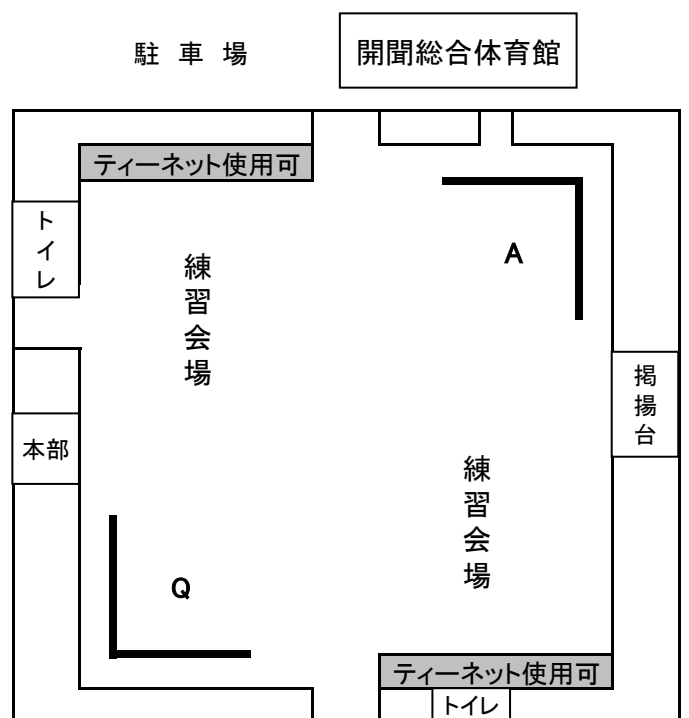 駐 車 場
開聞総合体育館
ティーネット使用可
トイレ
練習会場
A
掲揚台
本部
練習会場
Q
ティーネット使用可
トイレ